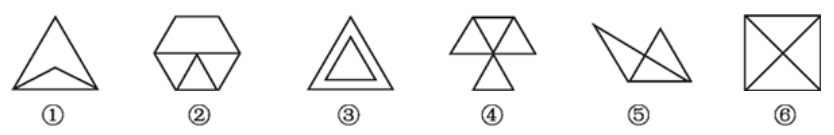 ① ② ③ ④ ⑤ ⑥